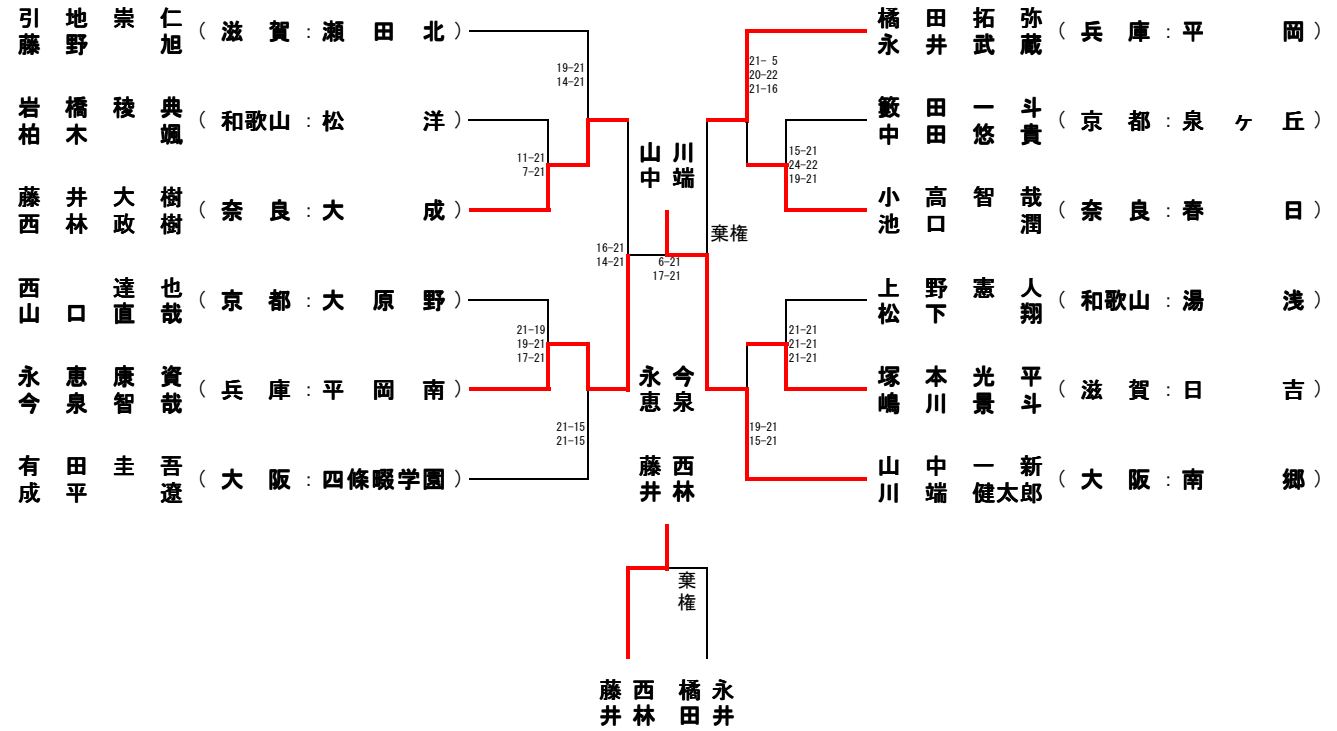 引地崇仁
藤野旭
(滋賀:瀬田北)
19-21
14-21
岩橋稜典
柏木颯
(和歌山:松洋)
11-21
7-21
藤井大樹
西林政樹
(奈良:大成)
16-21
14-21
西達也
山口直哉
(京都:大原野)
21-19
19-21
17-21
永恵康資
今泉智哉
(兵庫:平岡南)
21-15
21-15
有田圭吾
成平遼
(大阪:四條畷学園)
山川
中端
6-21
17-21
永今
恵泉
藤西
井林
棄権
藤西橘永
井林田井
橘田拓弥
永井武蔵
(兵庫:平岡)
21- 5
20-22
21-16
籔田一斗
中田悠貴
(京都:泉ヶ丘)
15-21
24-22
19-21
小高智哉
池口潤
(奈良:春日)
棄権
上野憲人
松下翔
(和歌山:湯浅)
21-21
21-21
21-21
塚本光平
嶋川景斗
(滋賀:日吉)
19-21
15-21
山中一新
川端健太郎
(大阪:南郷)